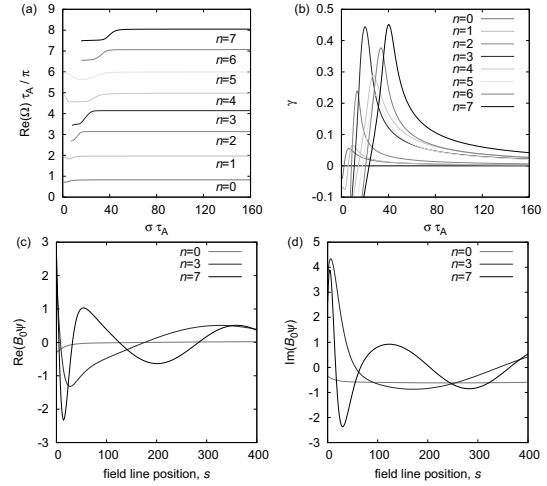 (a)
Re(Ω) τA / π
9
8
7
6
5
4
3
2
1
0
n=7
n=6
n=5
n=4
n=3
n=2
n=1
n=0
0 40 80 120 160
σ τA
(b)
γ
0.5
0.4
0.3
0.2
0.1
0
-0.1
n=0
n=1
n=2
n=3
n=4
n=5
n=6
n=7
0 40 80 120 160
σ τA
(c)
Re(B0ψ)
3
2
1
0
-1
-2
-3
n=0
n=3
n=7
0 100 200 300 400
field line position, s
(d)
Im(B0ψ)
5
4
3
2
1
0
-1
-2
-3
n=0
n=3
n=7
0 100 200 300 400
field line position, s